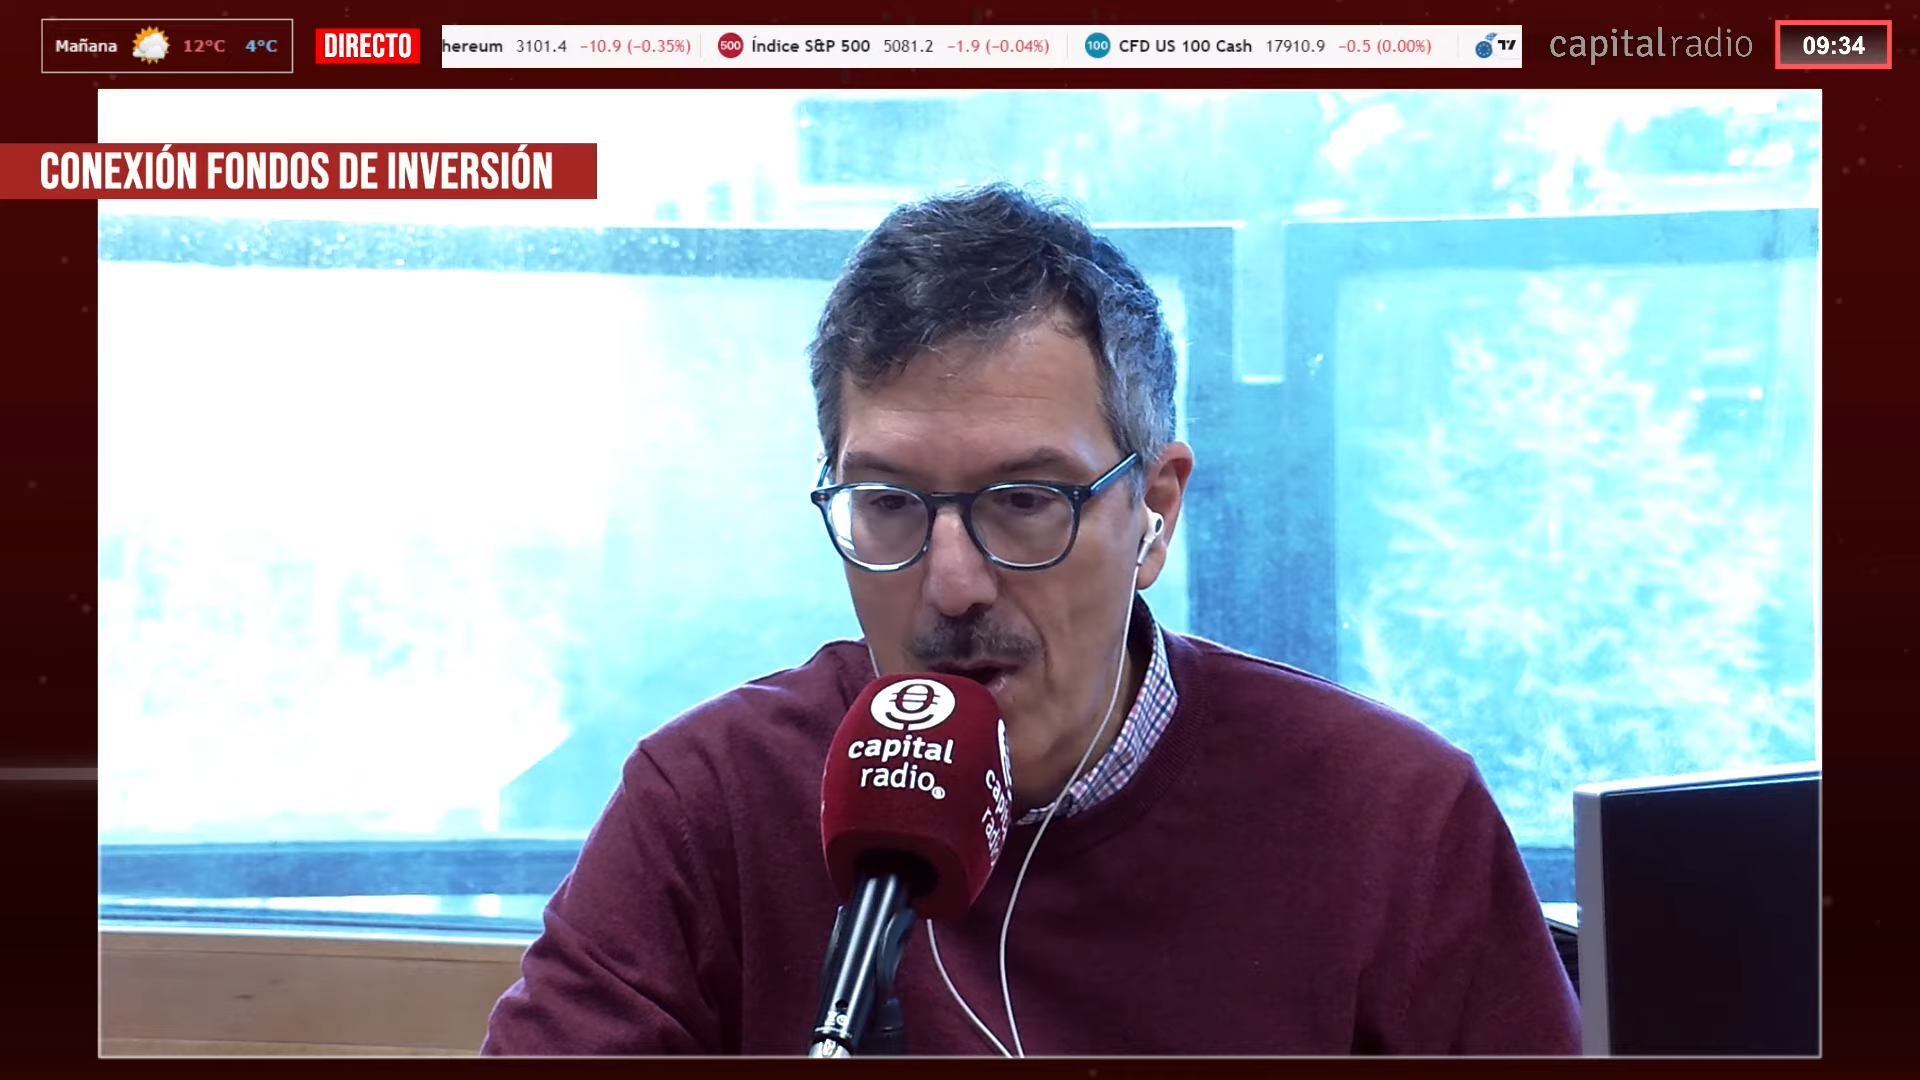 Mañana 12°C 4°C
DIRECTO
hereum 3101.4 −10.9 (−0.35%) 500 Índice S&P 500 5081.2 −1.9 (−0.04%) 100 CFD US 100 Cash 17910.9 −0.5 (0.00%)
capitalradio
09:34
CONEXIÓN FONDOS DE INVERSIÓN
capital
radio